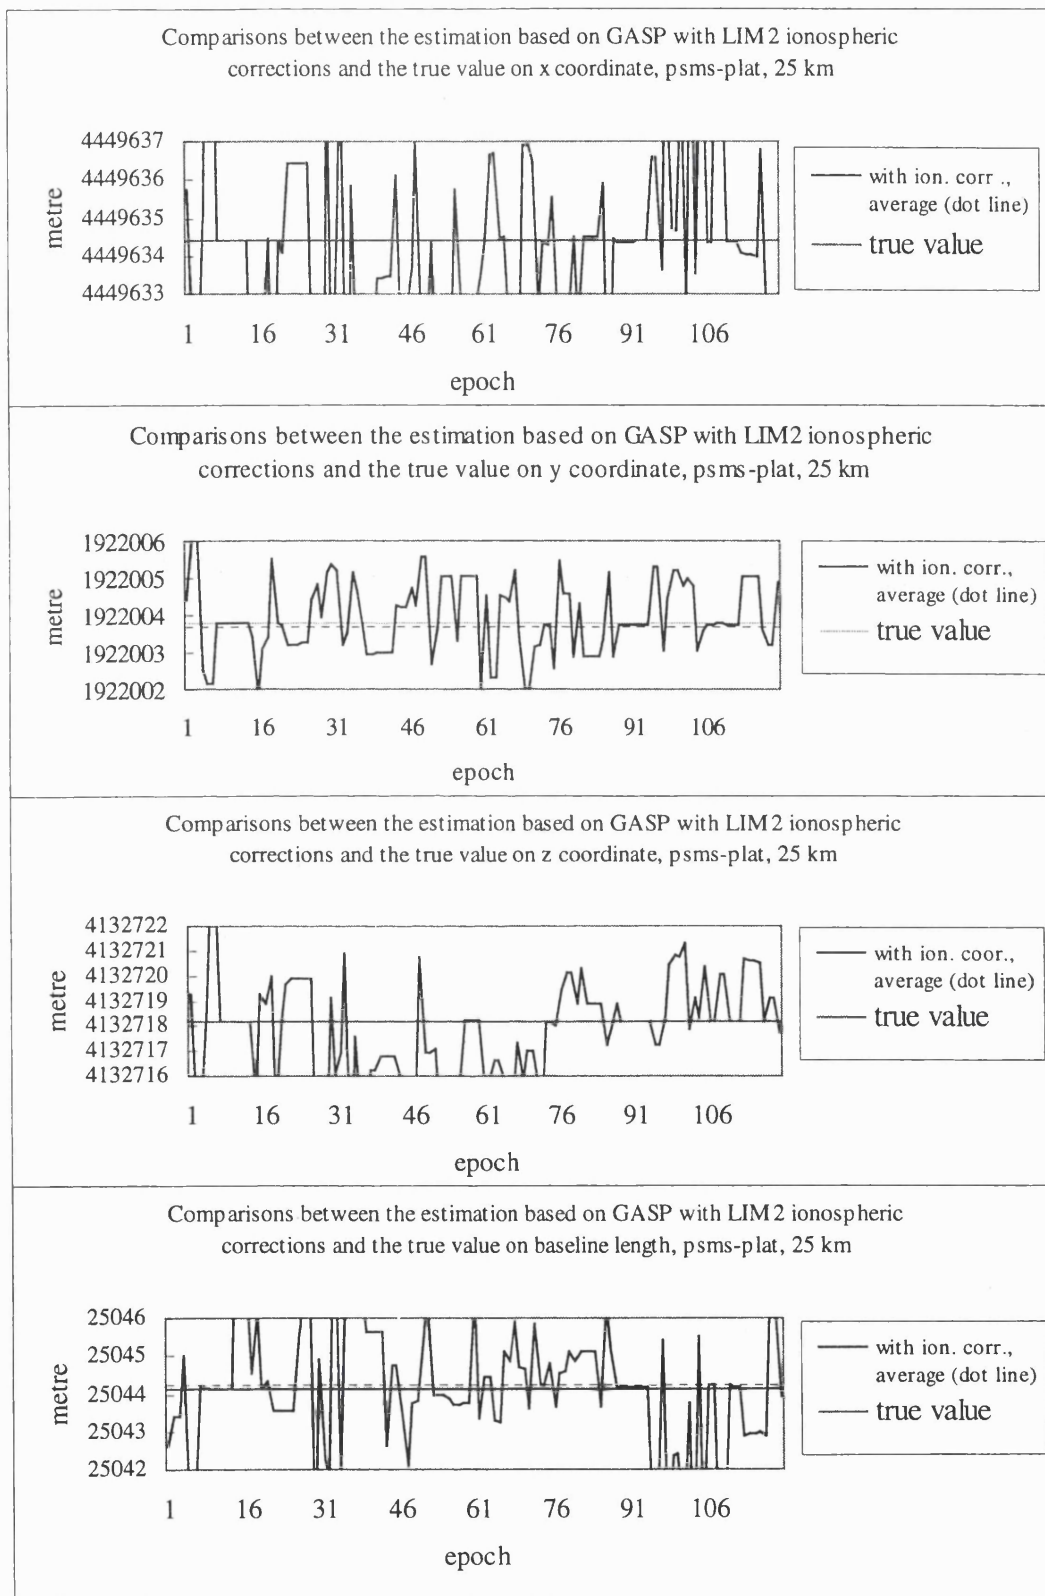 Comparisons between the estimation based on GASP with LIM2 ionospheric
corrections and the true value on x coordinate, psms-plat, 25 km
4449637
4449636
4449635
4449634
4449633
metre
1 16 31 46 61 76 91 106
epoch
with ion. corr .,
average (dot line)
true value
Comparisons between the estimation based on GASP with LIM2 ionospheric
corrections and the true value on y coordinate, psms-plat, 25 km
1922006
1922005
1922004
1922003
1922002
metre
1 16 31 46 61 76 91 106
epoch
with ion. corr.,
average (dot line)
true value
Comparisons between the estimation based on GASP with LIM2 ionospheric
corrections and the true value on z coordinate, psms-plat, 25 km
4132722
4132721
4132720
4132719
4132718
4132717
4132716
metre
1 16 31 46 61 76 91 106
epoch
with ion. coor.,
average (dot line)
true value
Comparisons between the estimation based on GASP with LIM2 ionospheric
corrections and the true value on baseline length, psms-plat, 25 km
25046
25045
25044
25043
25042
metre
1 16 31 46 61 76 91 106
epoch
with ion. corr.,
average (dot line)
true value